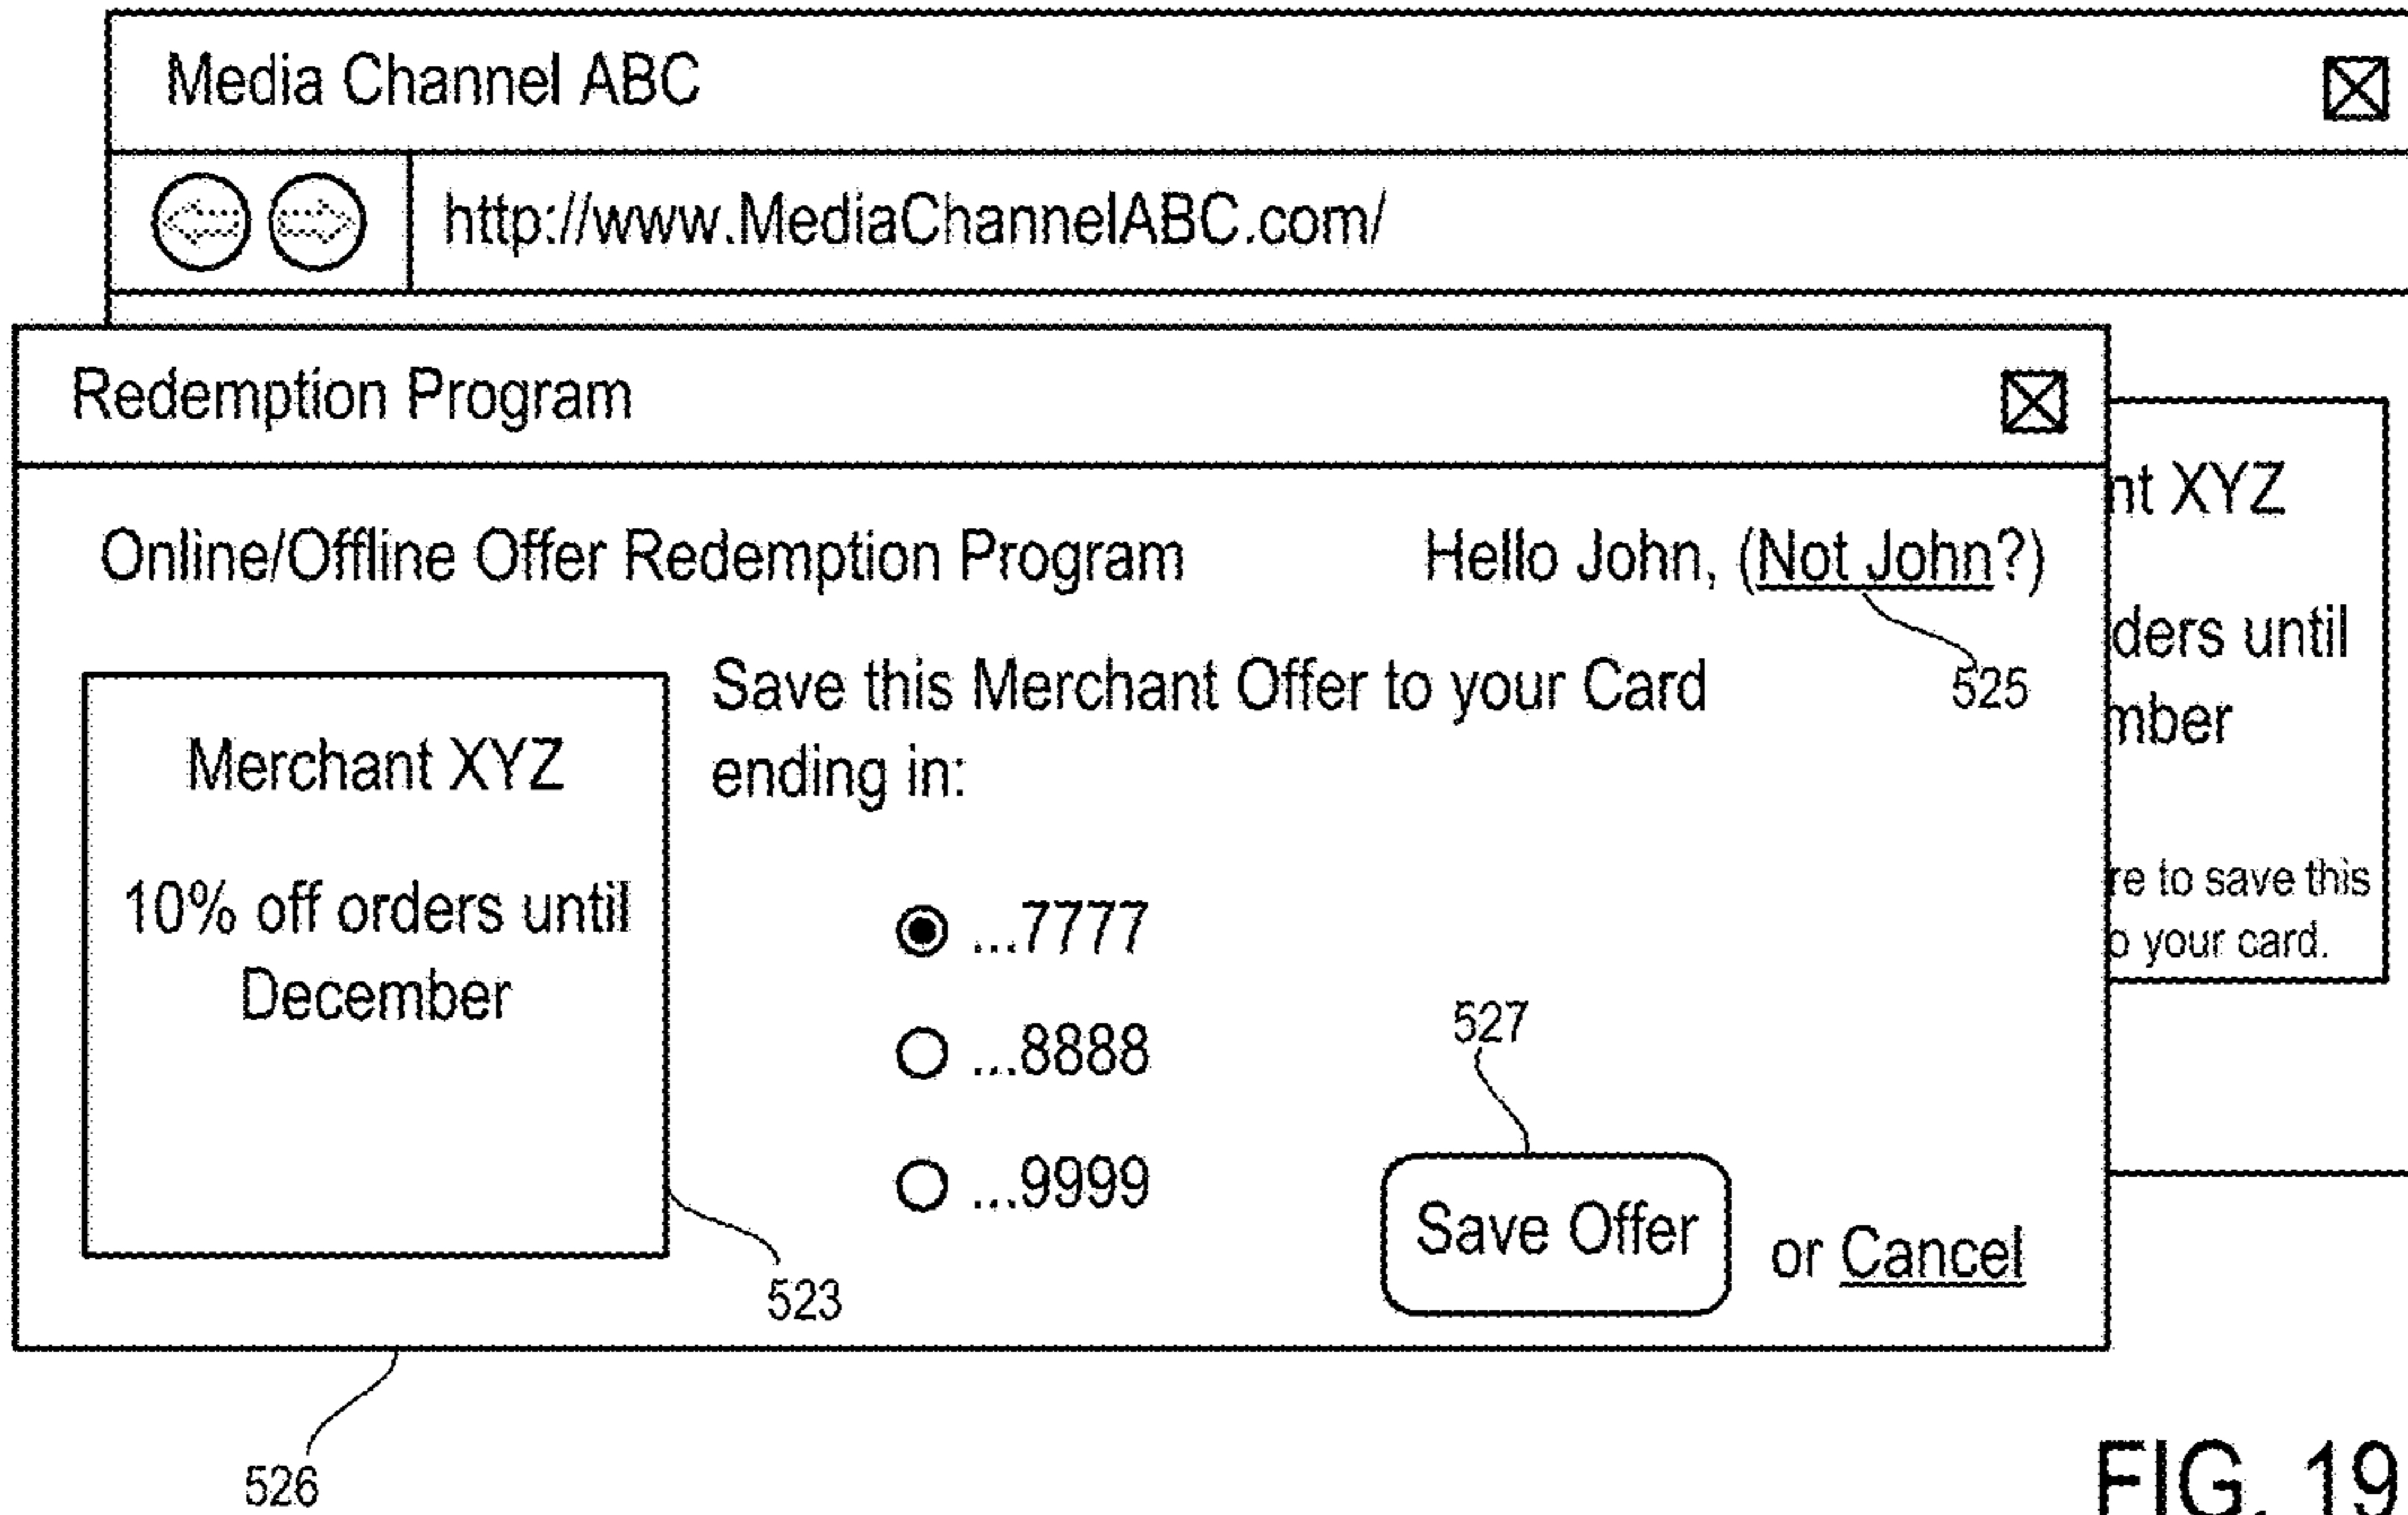 Media Channel ABC
http://www.MediaChannelABC.com/
Redemption Program
Online/Offline Offer Redemption Program
Hello John, (Not John?)
525
Save this Merchant Offer to your Card
ending in:
Merchant XYZ
10% off orders until
December
523
...7777
...8888
...9999
527
Save Offer
or Cancel
nt XYZ
ders until
mber
re to save this
o your card.
526
FIG. 19